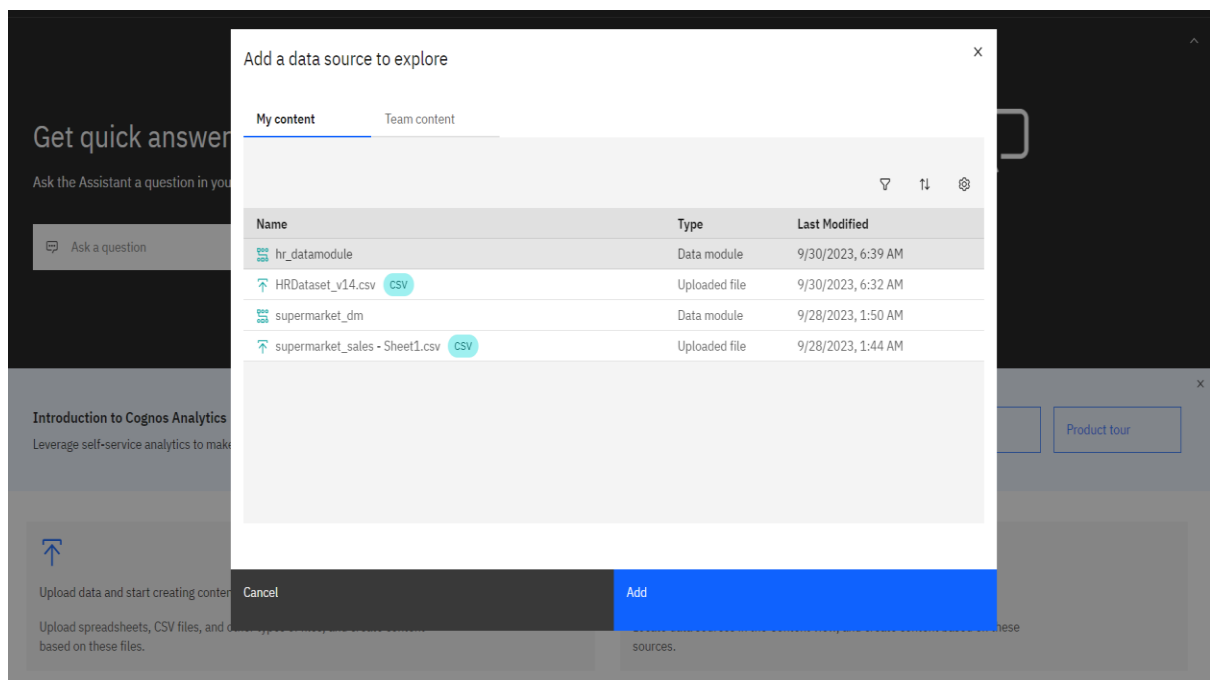 Add a data source to explore
My content
Team content
Get quick answer
Ask the Assistant a question in you
Ask a question
Name Type Last Modified
hr_datamodule Data module 9/30/2023, 6:39 AM
HRDataset_v14.csv CSV Uploaded file 9/30/2023, 6:32 AM
supermarket_dm Data module 9/28/2023, 1:50 AM
supermarket_sales - Sheet1.csv CSV Uploaded file 9/28/2023, 1:44 AM
Introduction to Cognos Analytics
Leverage self-service analytics to make
Product tour
Cancel
Add
Upload data and start creating conten
Upload spreadsheets, CSV files, and
based on these files.
sources.